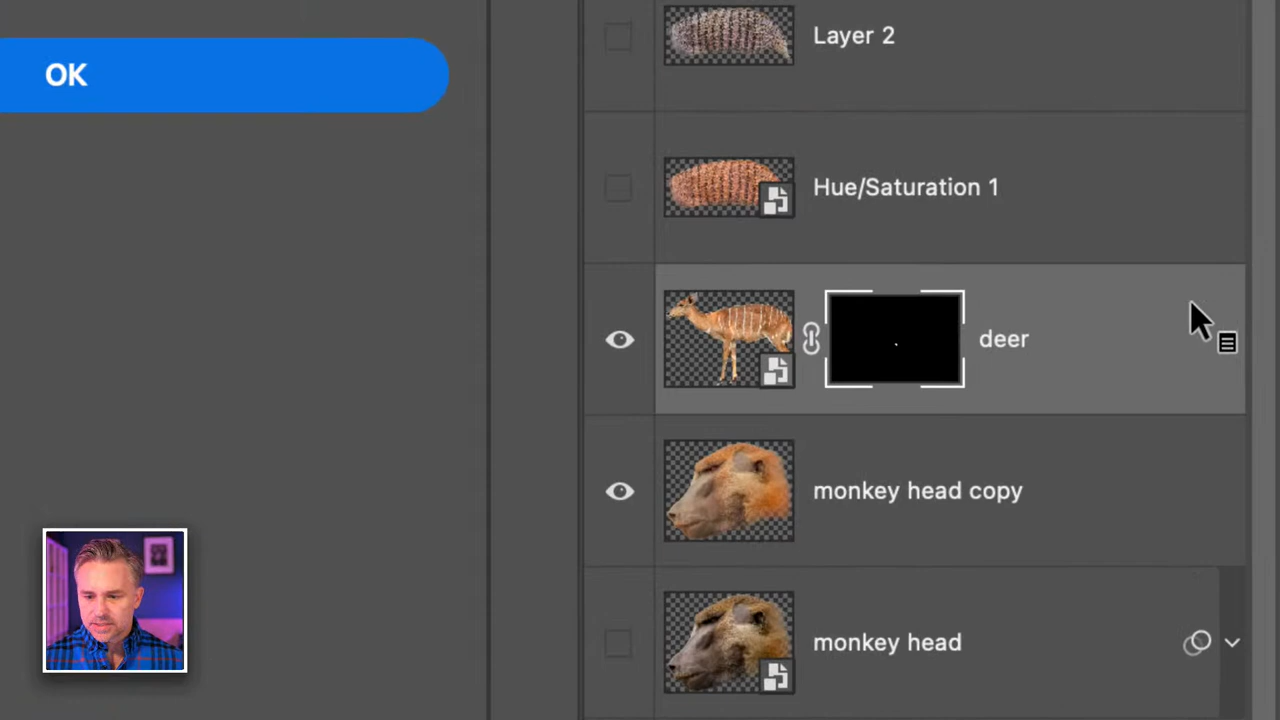 Layer 2
OK
Hue/Saturation 1
deer
monkey head copy
monkey head